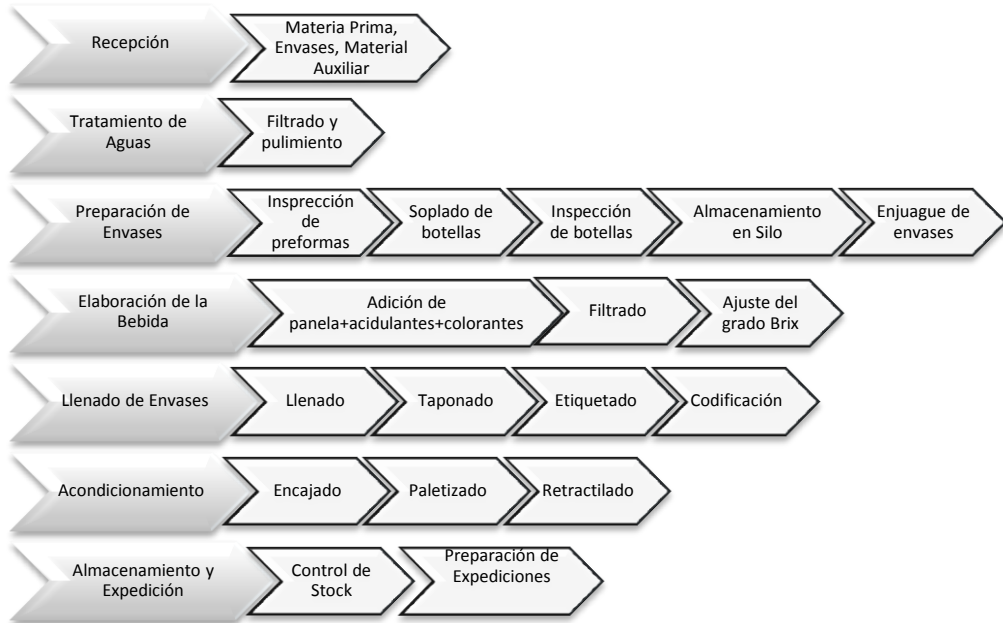 Recepción
Materia Prima,
Envases, Material
Auxiliar
Tratamiento de
Aguas
Filtrado y
pulimiento
Preparación de
Envases
Insprección
de
preformas
Soplado de
botellas
Inspección
de botellas
Almacenamiento
en Silo
Enjuague de
envases
Elaboración de la
Bebida
Adición de
panela+acidulantes+colorantes
Filtrado
Ajuste del
grado Brix
Llenado de Envases
Llenado
Taponado
Etiquetado
Codificación
Acondicionamiento
Encajado
Paletizado
Retractilado
Almacenamiento y
Expedición
Control de
Stock
Preparación de
Expediciones